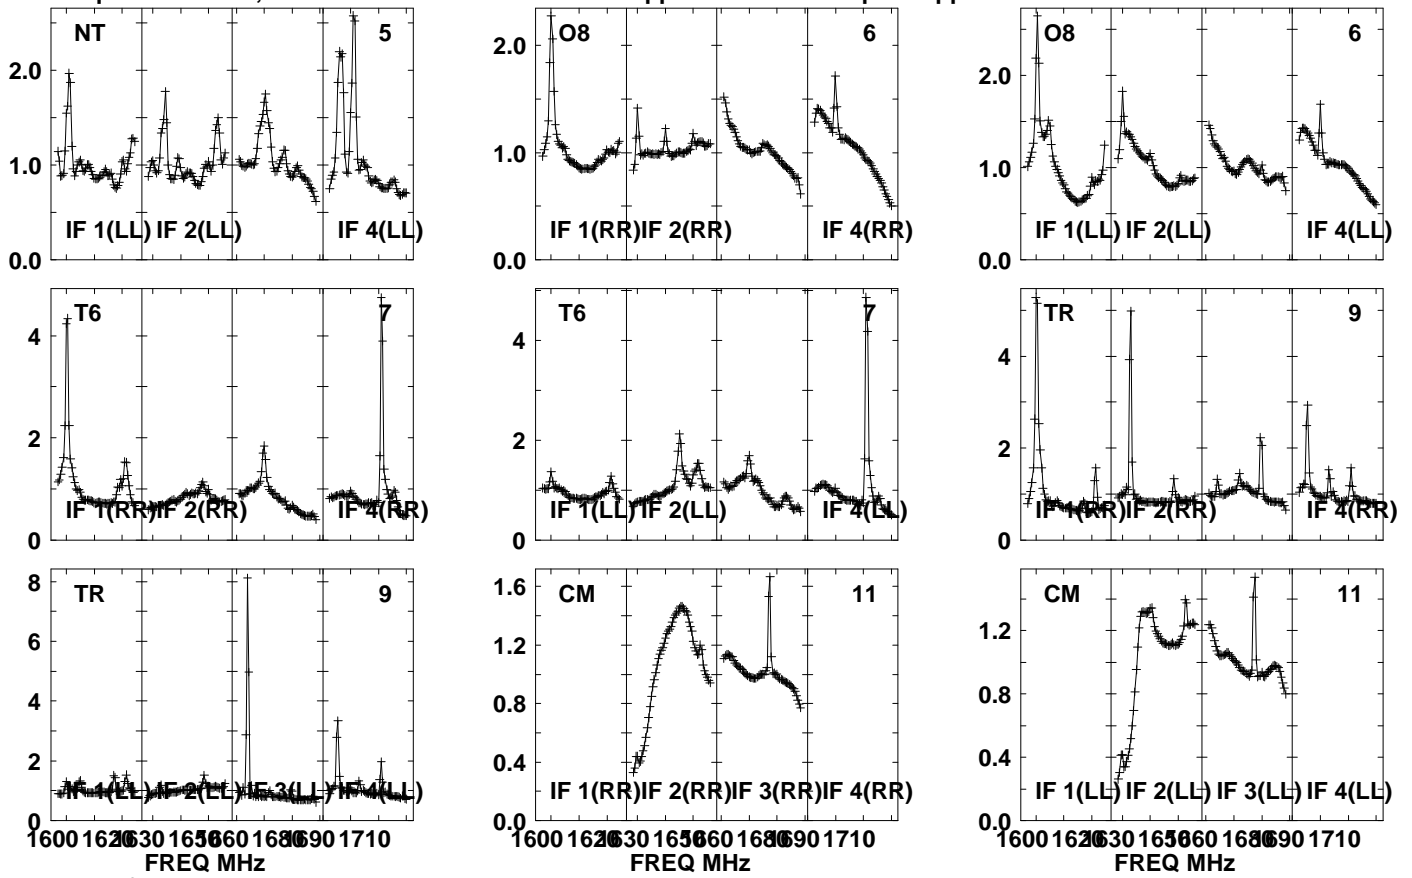 NT 5
O8 6
O8 6
2.0
1.0
0.0
IF 1(LL) IF 2(LL) IF 4(LL)
2.0
1.0
0.0
IF 1(RR) IF 2(RR) IF 4(RR)
2.0
1.0
0.0
IF 1(LL) IF 2(LL) IF 4(LL)
T6 7
T6 7
TR 9
4
2
0
IF 1(RR) IF 2(RR) IF 4(RR)
4
2
0
IF 1(LL) IF 2(LL) IF 4(LL)
4
2
0
IF 1(RR) IF 2(RR) IF 4(RR)
TR 9
CM 11
CM 11
8
6
4
2
0
IF 1(LL) IF 2(LL) IF 3(LL) IF 4(LL)
1.6
1.2
0.8
0.4
0.0
IF 1(RR) IF 2(RR) IF 3(RR) IF 4(RR)
1.2
0.8
0.4
0.0
IF 1(LL) IF 2(LL) IF 3(LL) IF 4(LL)
1600 1620 1630 1650 1660 1680 1690 1710
1600 1620 1630 1650 1660 1680 1690 1710
1600 1620 1630 1650 1660 1680 1690 1710
FREQ MHz
FREQ MHz
FREQ MHz